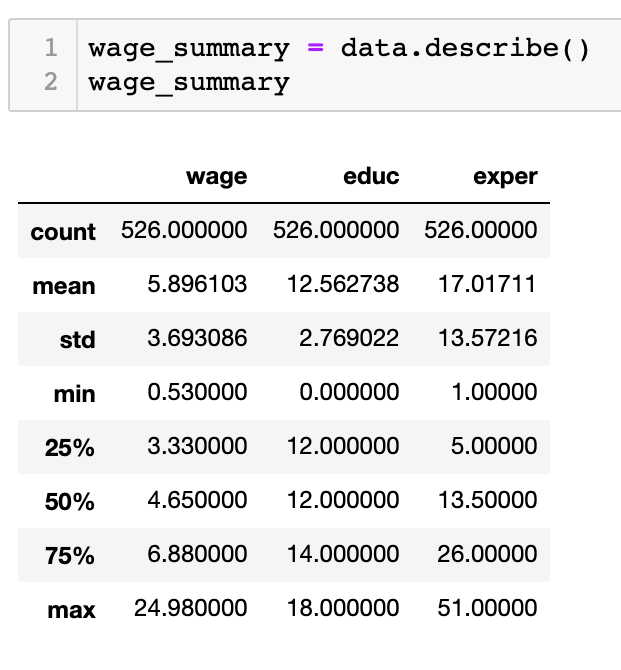 1 wage_summary = data.describe()
2 wage_summary
wage educ exper
count 526.000000 526.000000 526.00000
mean 5.896103 12.562738 17.01711
std 3.693086 2.769022 13.57216
min 0.530000 0.000000 1.00000
25% 3.330000 12.000000 5.00000
50% 4.650000 12.000000 13.50000
75% 6.880000 14.000000 26.00000
max 24.980000 18.000000 51.00000